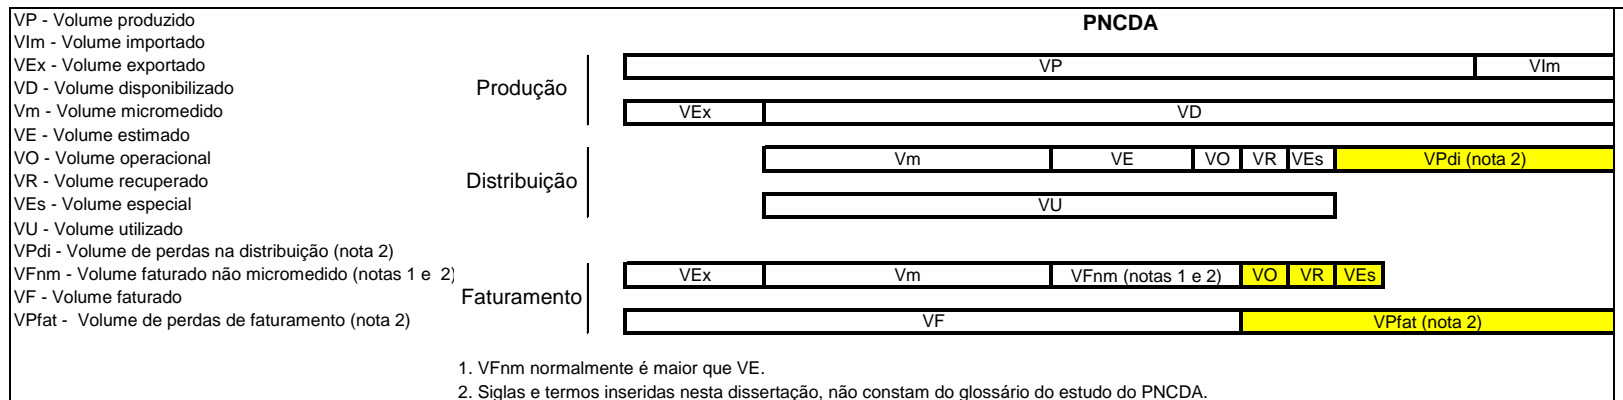 PNCDA
VP - Volume produzido
VIm - Volume importado
VEx - Volume exportado
VD - Volume disponibilizado
Vm - Volume micromedido
VE - Volume estimado
VO - Volume operacional
VR - Volume recuperado
VEs - Volume especial
VU - Volume utilizado
VPdi - Volume de perdas na distribuição (nota 2)
VFnm - Volume faturado não micromedido (notas 1 e  2)
VF - Volume faturado
VPfat -  Volume de perdas de faturamento (nota 2)
Produção
VP VIm
VEx VD
Distribuição
Vm VE VO VR VEs VPdi (nota 2)
VU
Faturamento
VEx Vm VFnm (notas 1 e 2) VO VR VEs
VF VPfat (nota 2)
1. VFnm normalmente é maior que VE.
2. Siglas e termos inseridas nesta dissertação, não constam do glossário do estudo do PNCDA.